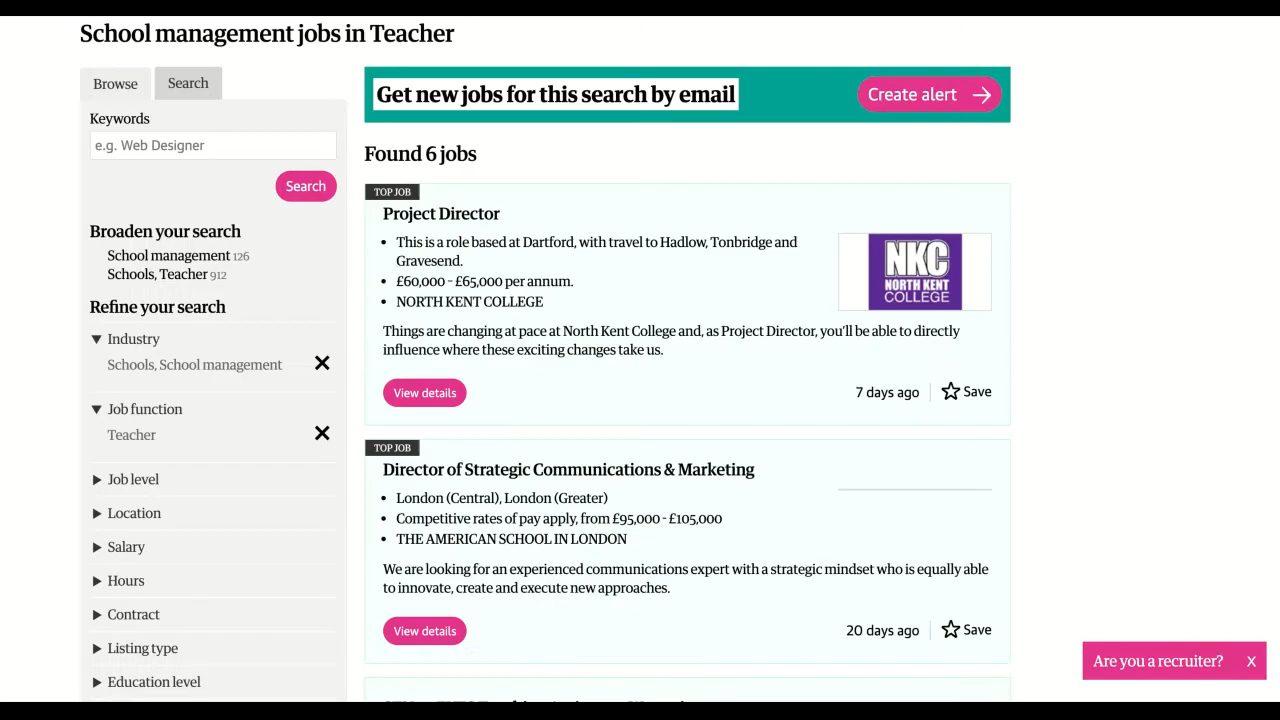 School management jobs in Teacher
Browse
Search
Keywords
e.g. Web Designer
Search
Broaden your search
School management 126
Schools, Teacher 912
Refine your search
Industry
Schools, School management
Job function
Teacher
Job level
Location
Salary
Hours
Contract
Listing type
Education level
Get new jobs for this search by email
Create alert
Found 6 jobs
TOP JOB
Project Director
This is a role based at Dartford, with travel to Hadlow, Tonbridge and
Gravesend.
£60,000 - £65,000 per annum.
NORTH KENT COLLEGE
NKC
NORTH KENT
COLLEGE
Things are changing at pace at North Kent College and, as Project Director, you'll be able to directly
influence where these exciting changes take us.
View details
7 days ago
Save
TOP JOB
Director of Strategic Communications & Marketing
London (Central), London (Greater)
Competitive rates of pay apply, from £95,000 - £105,000
THE AMERICAN SCHOOL IN LONDON
We are looking for an experienced communications expert with a strategic mindset who is equally able
to innovate, create and execute new approaches.
View details
20 days ago
Save
Are you a recruiter? X